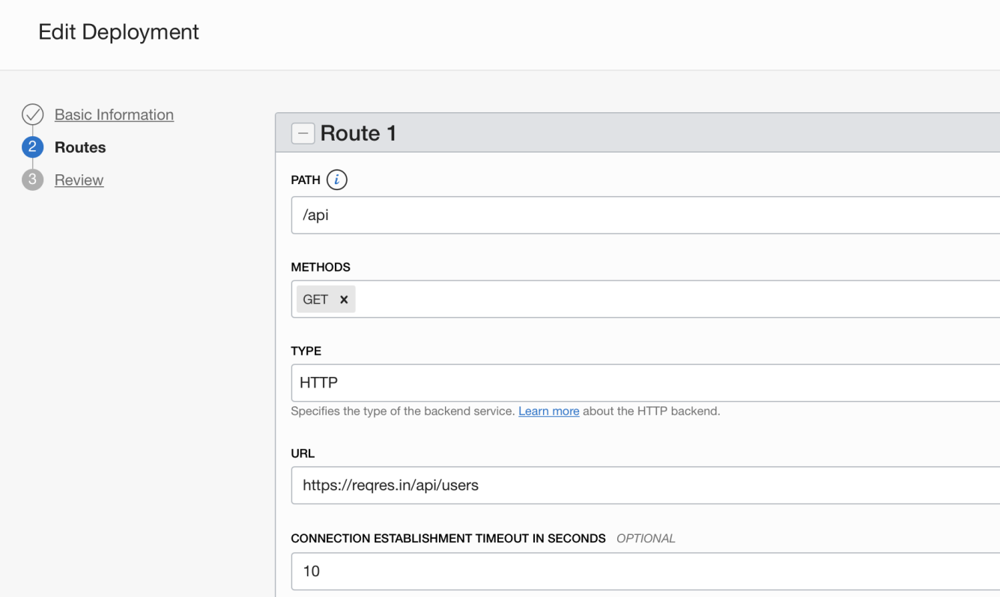 Edit Deployment
Basic Information
2 Routes
3 Review
Route 1
PATH i
/api
METHODS
GET ×
TYPE
HTTP
Specifies the type of the backend service. Learn more about the HTTP backend.
URL
https://reqres.in/api/users
CONNECTION ESTABLISHMENT TIMEOUT IN SECONDS OPTIONAL
10